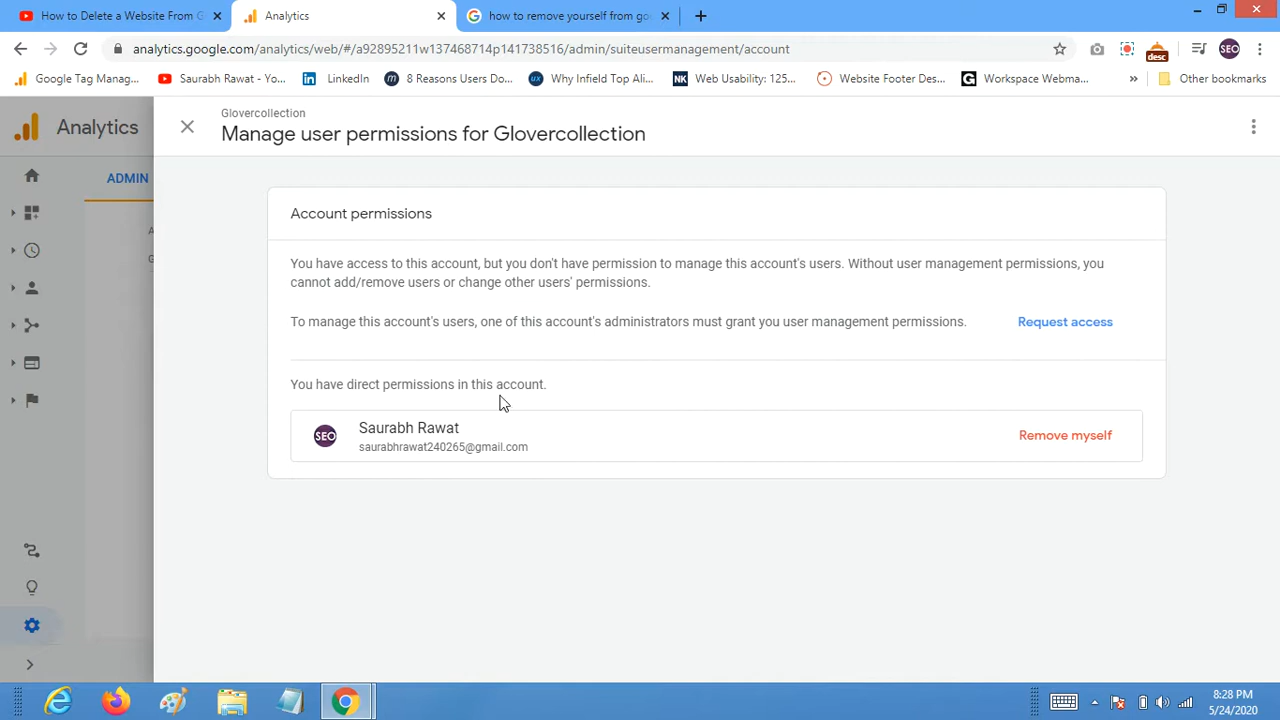 How to Delete a Website From G
Analytics
how to remove yourself from goo
analytics.google.com/analytics/web/#/a92895211w137468714p141738516/admin/suiteusermanagement/account
desc
SEO
Google Tag Manag...
Saurabh Rawat - Yo...
LinkedIn
8 Reasons Users Do...
ux
Why Infield Top Ali...
NK
Web Usability: 125...
Website Footer Des...
G
Workspace Webma...
Other bookmarks
Analytics
Glovercollection
Manage user permissions for Glovercollection
ADMIN
Account permissions
You have access to this account, but you don't have permission to manage this account's users. Without user management permissions, you
cannot add/remove users or change other users' permissions.
To manage this account's users, one of this account's administrators must grant you user management permissions.
Request access
You have direct permissions in this account.
SEO
Saurabh Rawat
saurabhrawat240265@gmail.com
Remove myself
8:28 PM
5/24/2020